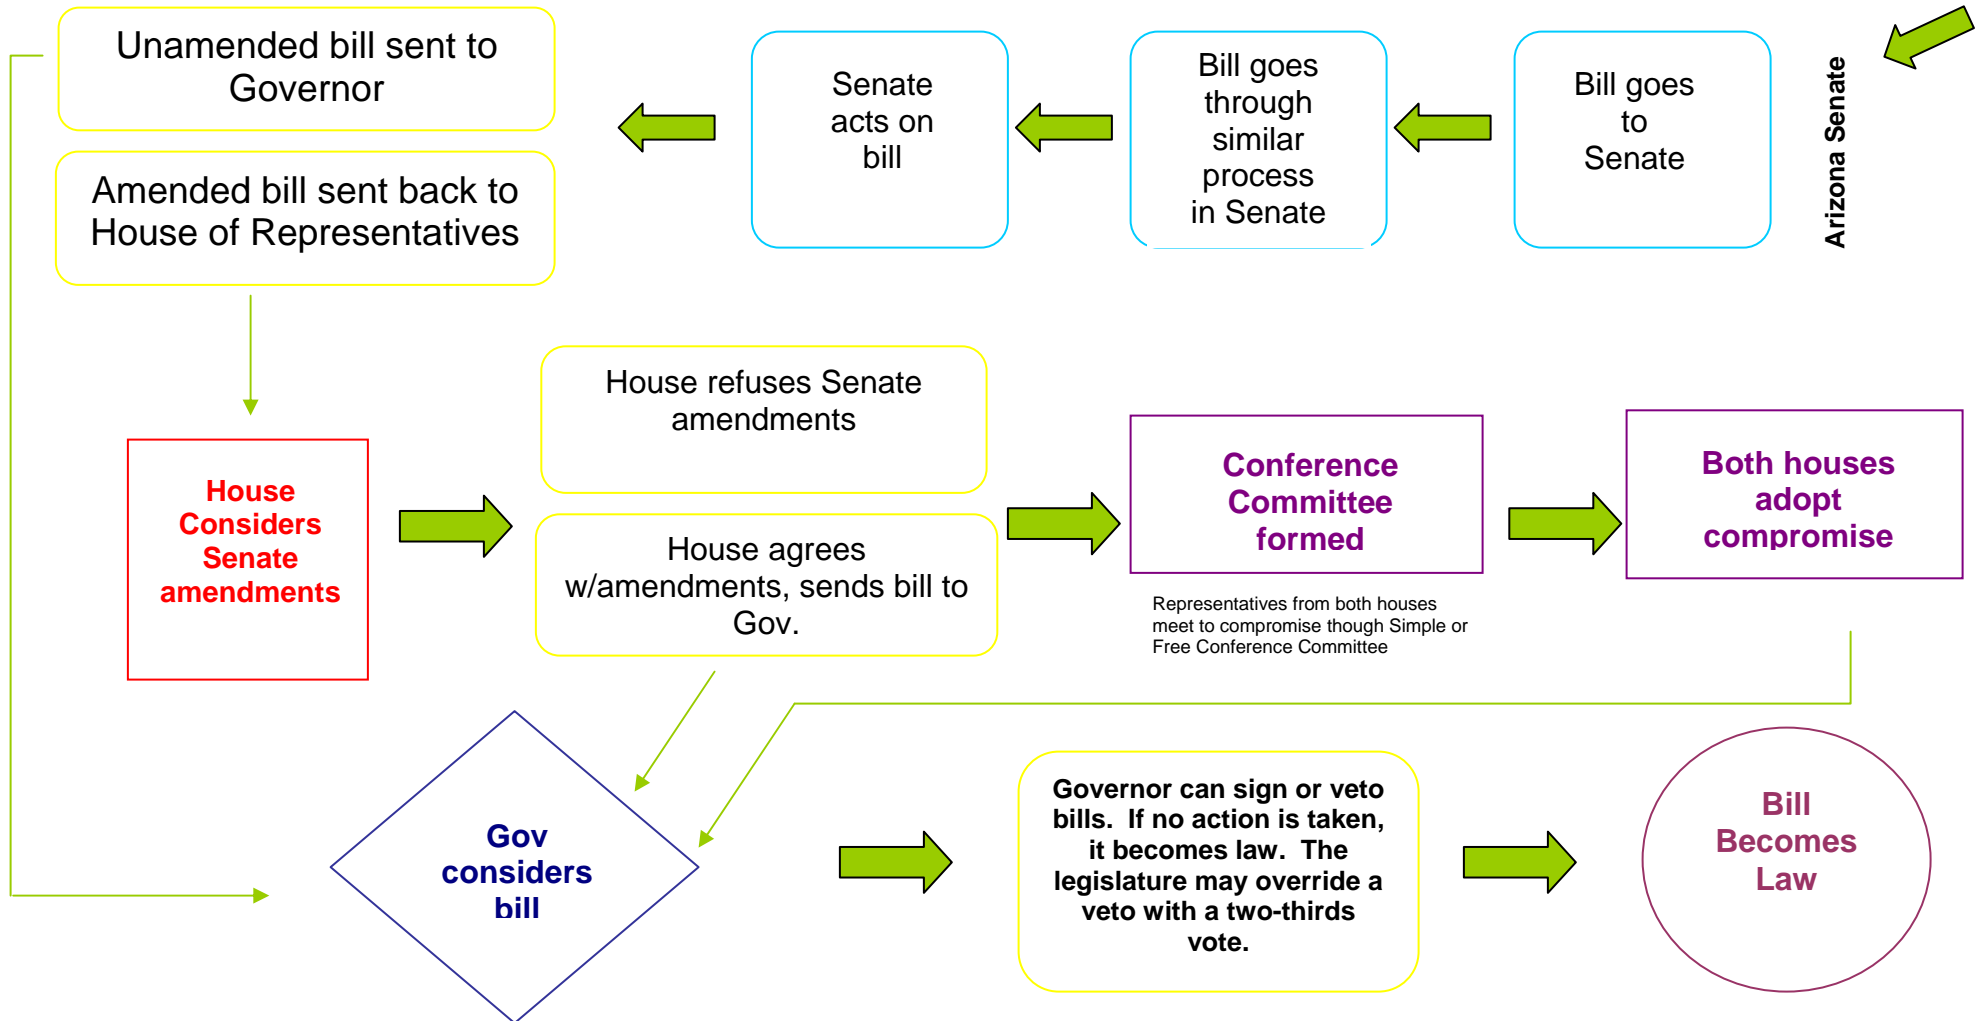 Unamended bill sent to
Governor
Senate
acts on
bill
Bill goes
through
similar
process
in Senate
Bill goes
to
Senate
Arizona Senate
Amended bill sent back to
House of Representatives
House
Considers
Senate
amendments
House refuses Senate
amendments
House agrees
w/amendments, sends bill to
Gov.
Conference
Committee
formed
Representatives from both houses
meet to compromise though Simple or
Free Conference Committee
Both houses
adopt
compromise
Gov
considers
bill
Governor can sign or veto
bills. If no action is taken,
it becomes law. The
legislature may override a
veto with a two-thirds
vote.
Bill
Becomes
Law